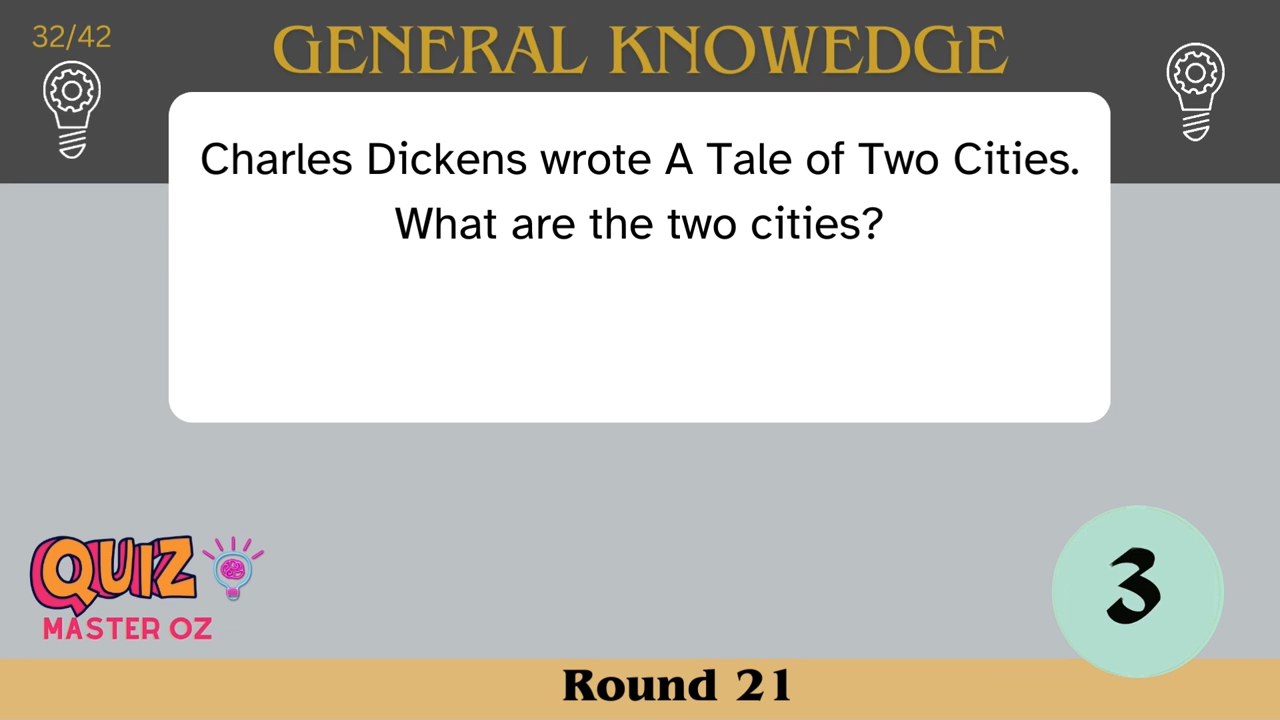 32/42
GENERAL KNOWEDGE
Charles Dickens wrote A Tale of Two Cities.
What are the two cities?
QUIZ
MASTER OZ
3
Round 21